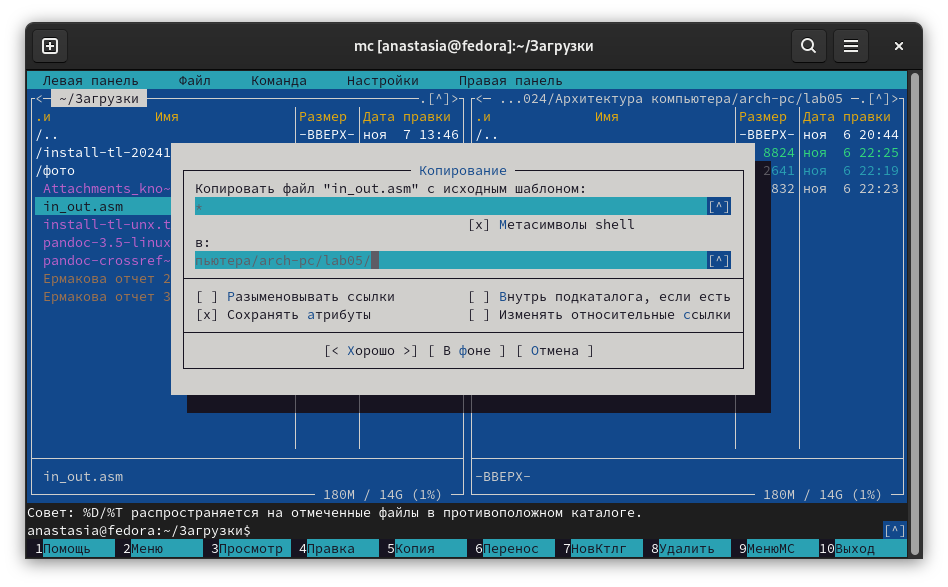 mc [anastasia@fedora]:~/Загрузки
Левая панель Файл Команда Настройки Правая панель
<─ ~/Загрузки .[^]> <─ ...024/Архитектура компьютера/arch-pc/lab05 ─.[^]>
.и Имя Размер Дата правки .и Имя Размер Дата правки
/.. -ВВЕРХ- ноя 7 13:46 /.. -ВВЕРХ- ноя 6 20:44
/install-tl-20241 8824 ноя 6 22:25
/фото 2641 ноя 6 22:19
Attachments_kno~ 832 ноя 6 22:23
in_out.asm
install-tl-unx.t
pandoc-3.5-linux
pandoc-crossref~
Ермакова отчет 2
Ермакова отчет 3
Копирование
Копировать файл "in_out.asm" с исходным шаблоном:
* [^]
[x] Метасимволы shell
в:
пьютера/arch-pc/lab05/ [^]
[ ] Разыменовывать ссылки [ ] Внутрь подкаталога, если есть
[x] Сохранять атрибуты [ ] Изменять относительные ссылки
[< Хорошо >] [ В фоне ] [ Отмена ]
in_out.asm -ВВЕРХ-
180M / 14G (1%) 180M / 14G (1%)
Совет: %D/%T распространяется на отмеченные файлы в противоположном каталоге.
anastasia@fedora:~/Загрузки$ [^]
1Помощь 2Меню 3Просмотр 4Правка 5Копия 6Перенос 7НовКтлг 8Удалить 9МенюМС 10Выход